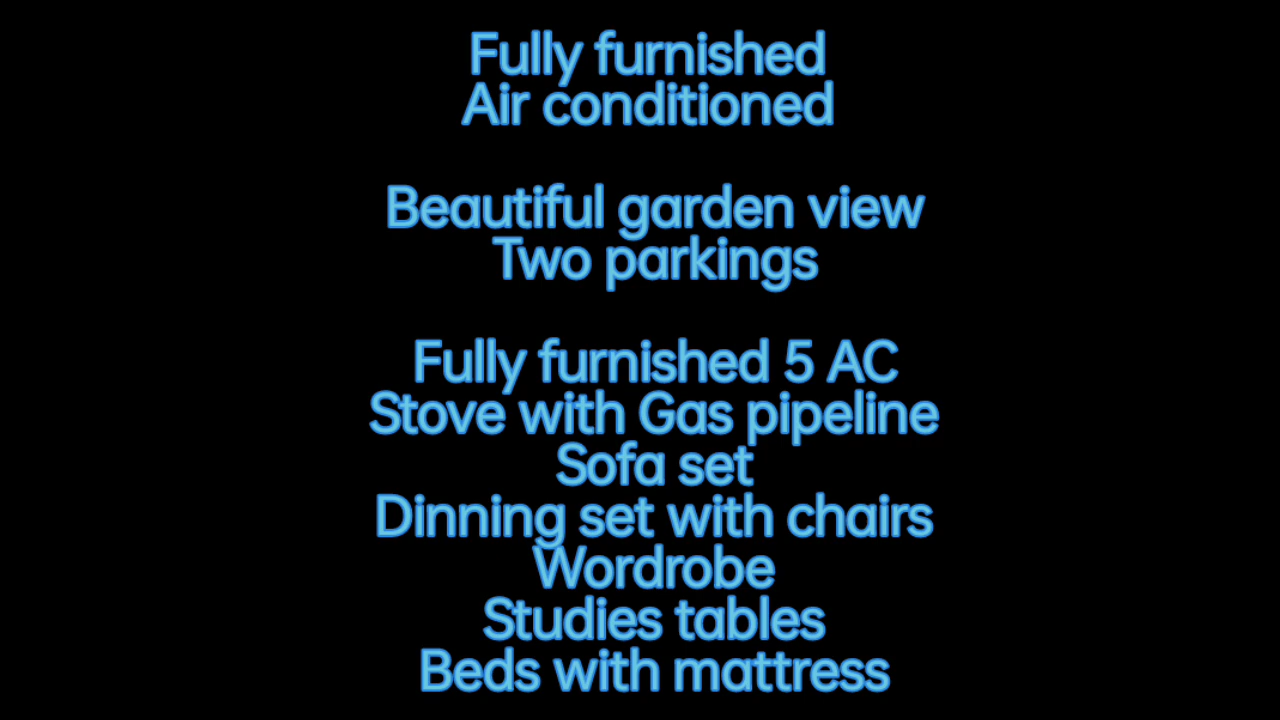 Fully furnished
Air conditioned
Beautiful garden view
Two parkings
Fully furnished 5 AC
Stove with Gas pipeline
Sofa set
Dinning set with chairs
Wordrobe
Studies tables
Beds with mattress